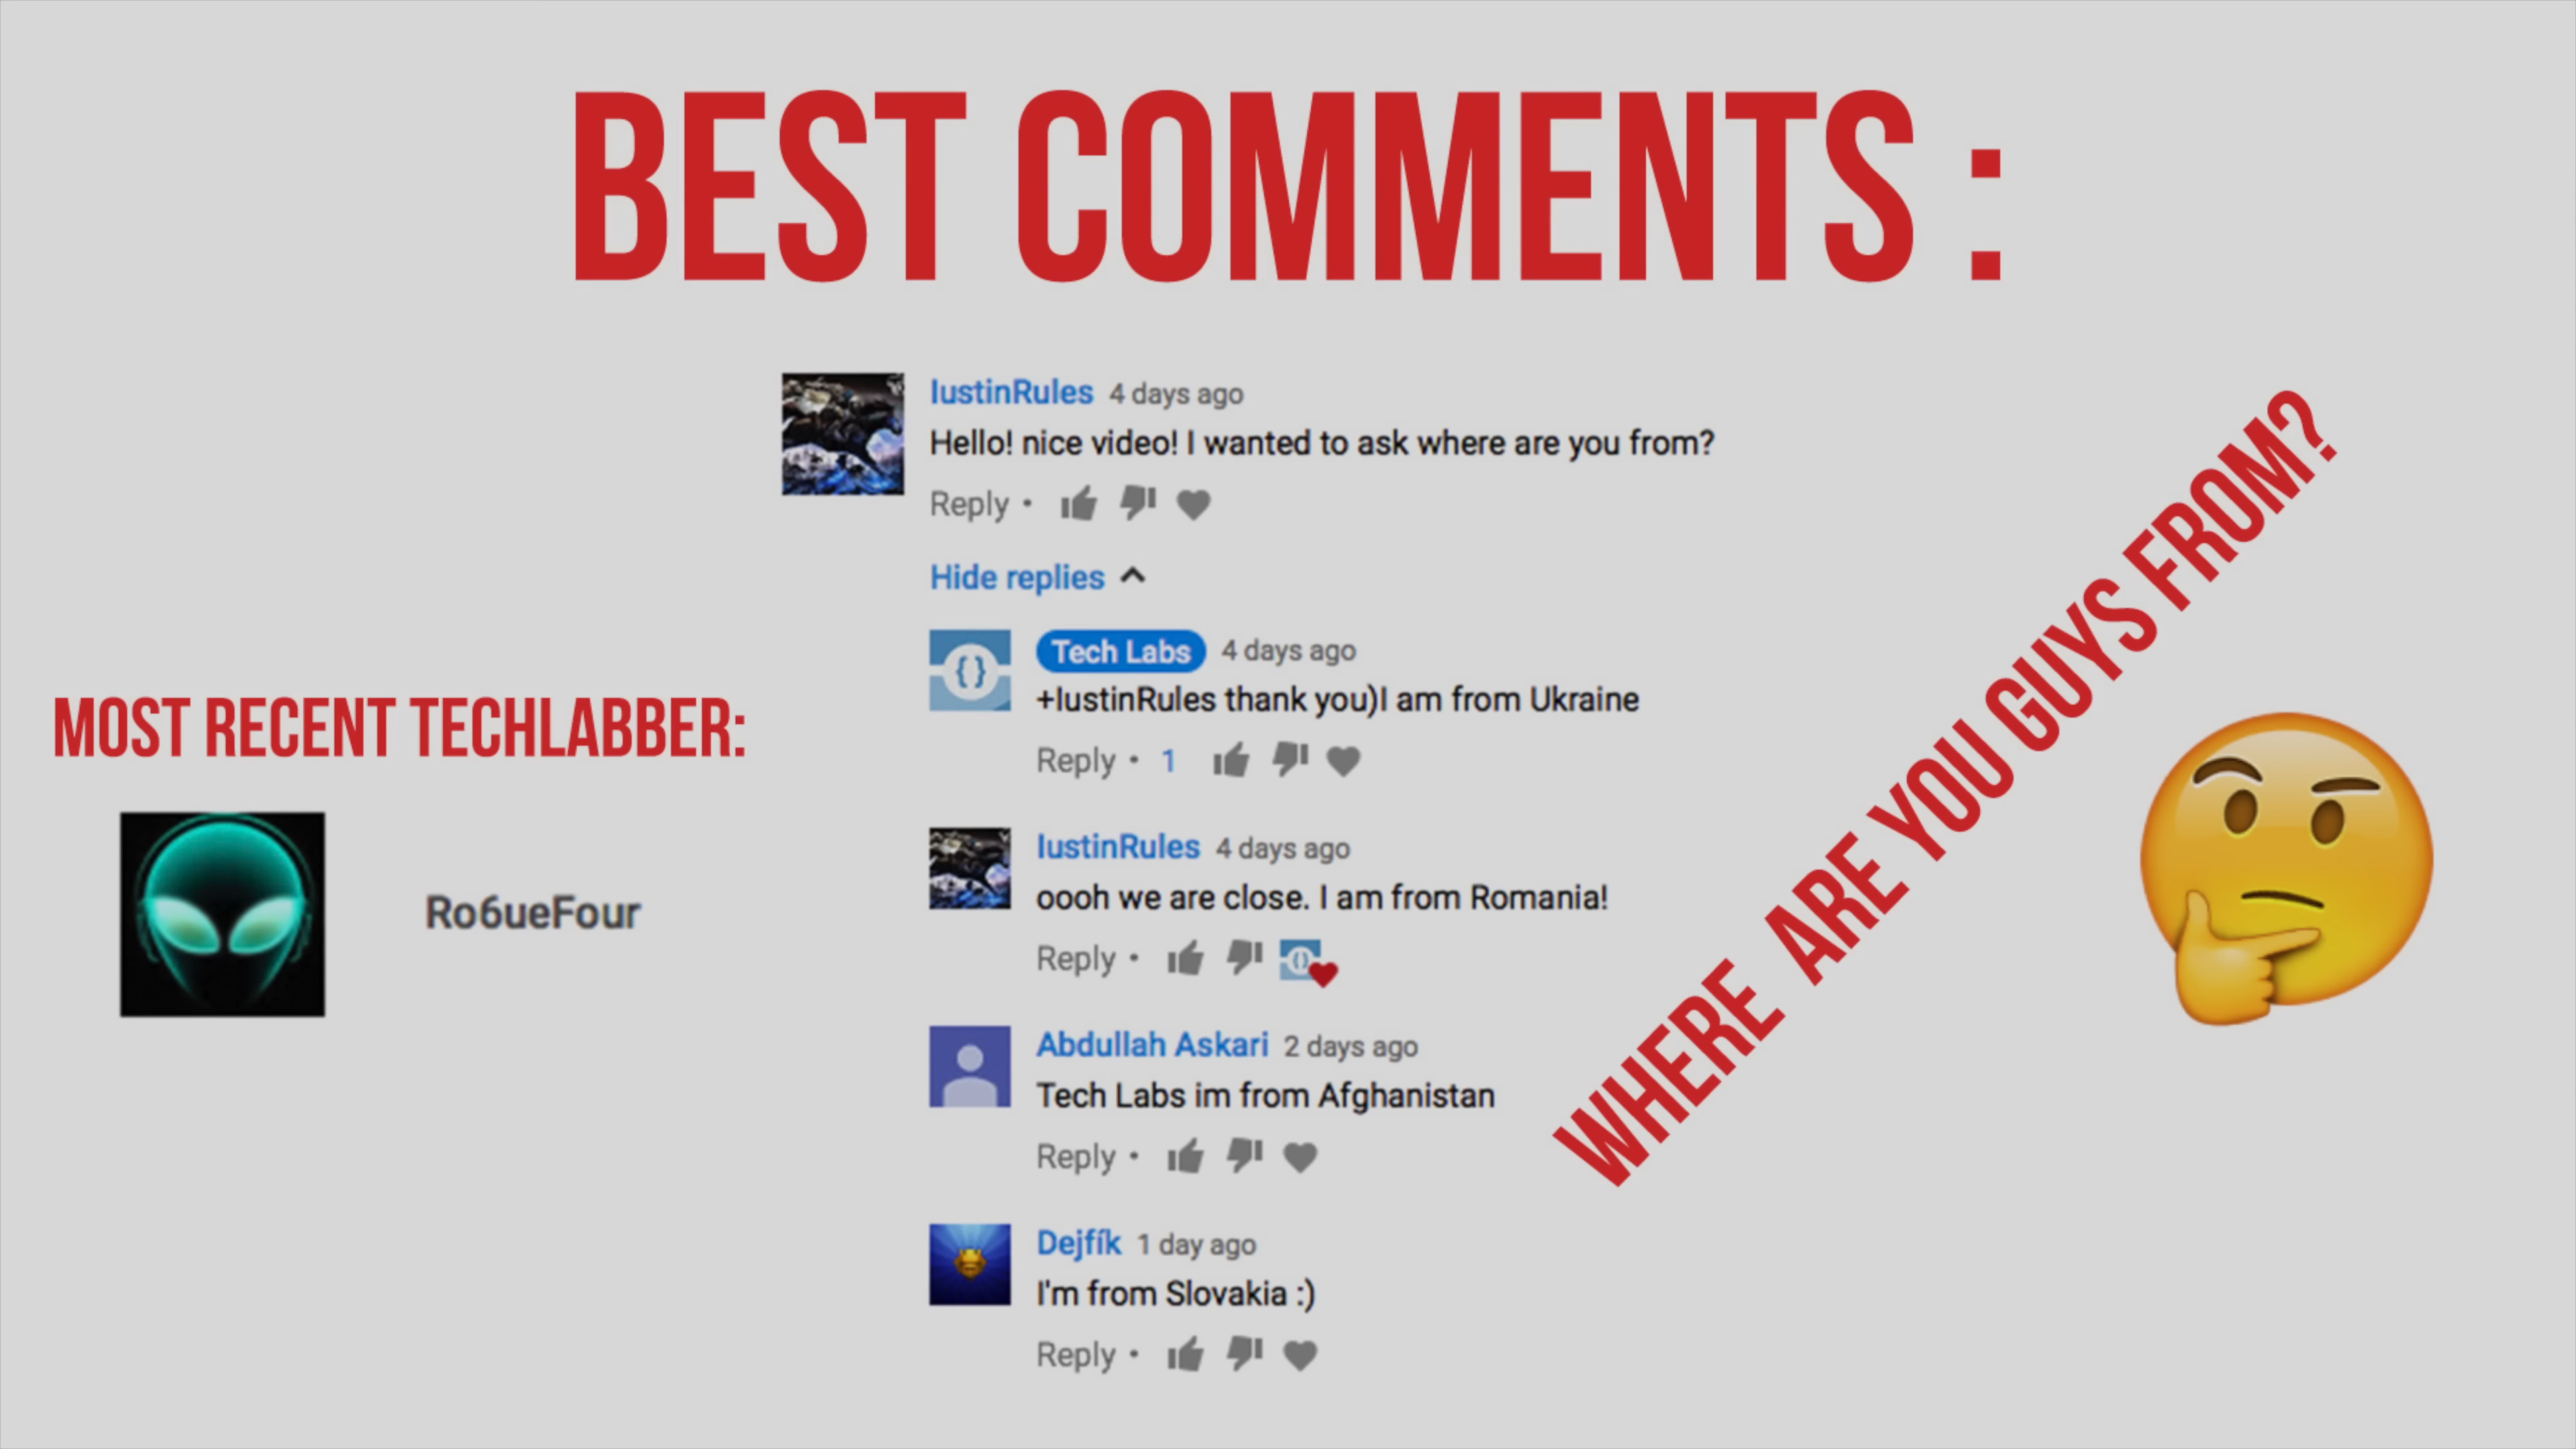 BEST COMMENTS :
IustinRules 4 days ago
Hello! nice video! I wanted to ask where are you from?
Reply •
Hide replies
Tech Labs 4 days ago
+IustinRules thank you)I am from Ukraine
Reply • 1
IustinRules 4 days ago
oooh we are close. I am from Romania!
Reply •
Abdullah Askari 2 days ago
Tech Labs im from Afghanistan
Reply •
Dejfík 1 day ago
I'm from Slovakia :)
Reply •
MOST RECENT TECHLABBER:
Ro6ueFour
WHERE ARE YOU GUYS FROM?